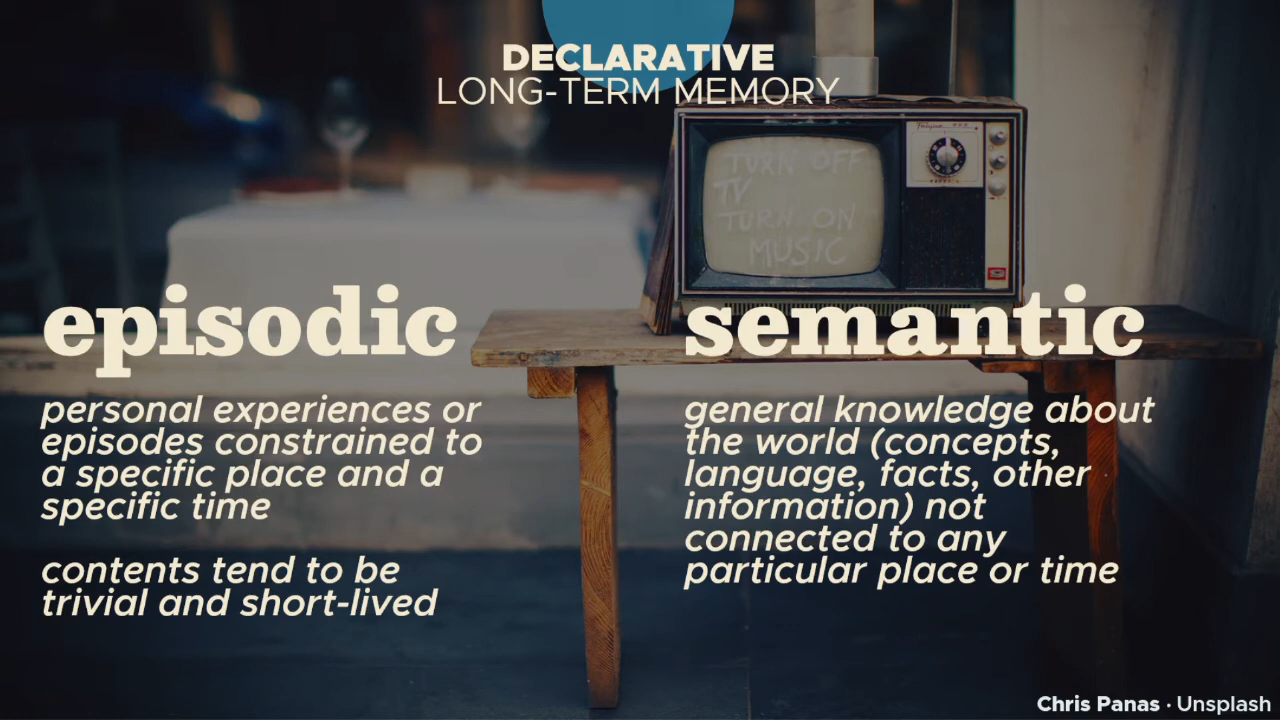 DECLARATIVE
LONG-TERM MEMORY
TURN OFF
TV
TURN ON
MUSIC
episodic
personal experiences or
episodes constrained to
a specific place and a
specific time
contents tend to be
trivial and short-lived
semantic
general knowledge about
the world (concepts,
language, facts, other
information) not
connected to any
particular place or time
Chris Panas · Unsplash